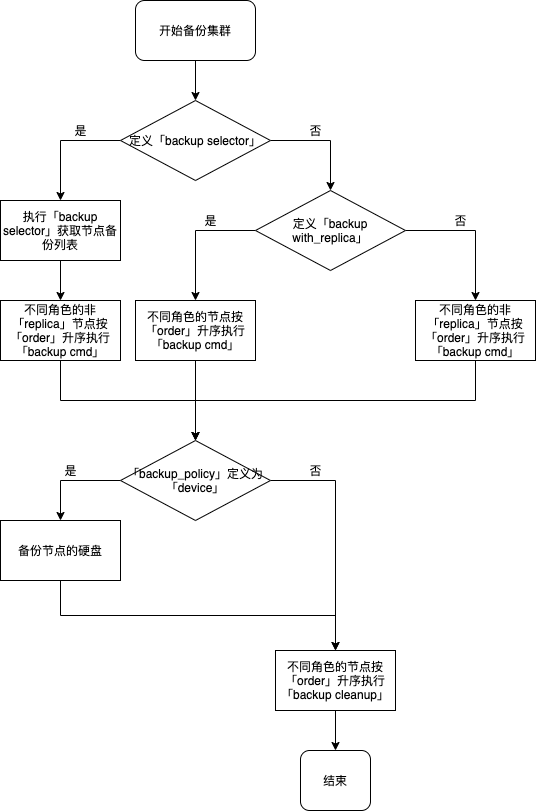 开始备份集群
是
定义「backup selector」
否
执行「backup
selector」获取节点备
份列表
是
定义「backup
with_replica」
否
不同角色的非
「replica」节点按
「order」升序执行
「backup cmd」
不同角色的节点按
「order」升序执行
「backup cmd」
不同角色的非
「replica」节点按
「order」升序执行
「backup cmd」
是
「backup_policy」定义为
「device」
否
备份节点的硬盘
不同角色的节点按
「order」升序执行
「backup cleanup」
结束